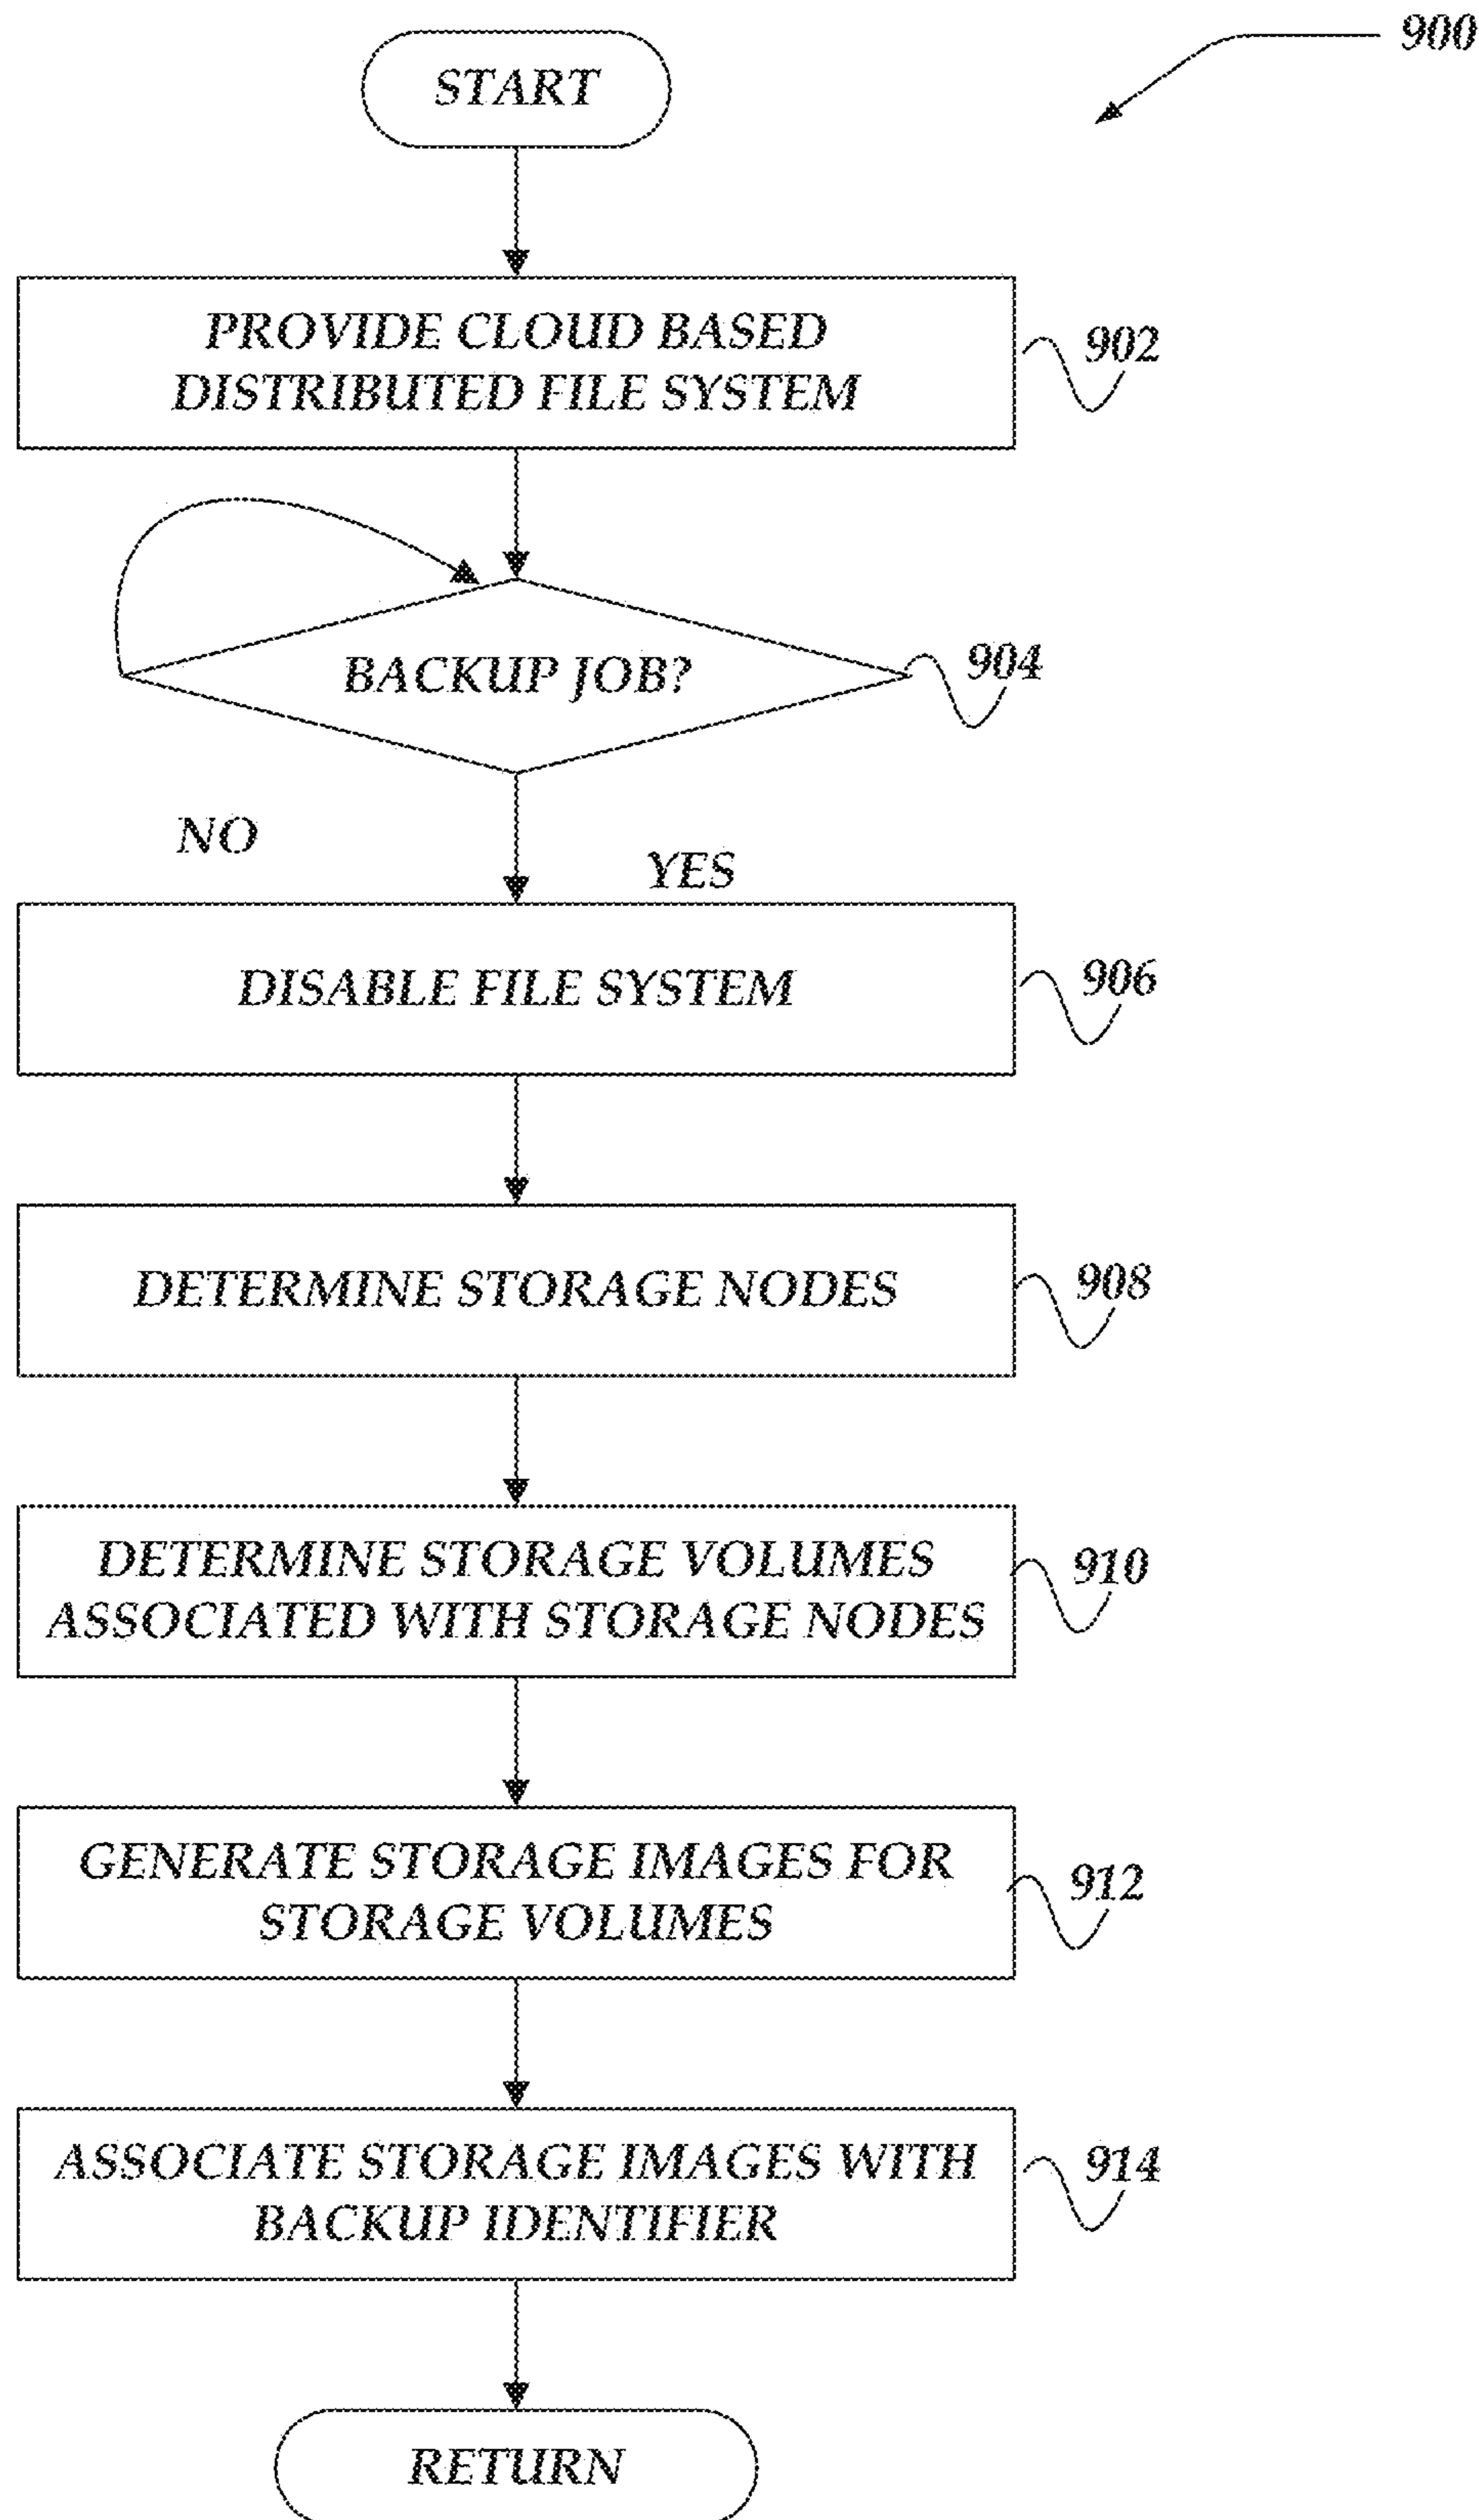 900
START
PROVIDE CLOUD BASED
DISTRIBUTED FILE SYSTEM
902
BACKUP JOB?
904
NO
YES
DISABLE FILE SYSTEM
906
DETERMINE STORAGE NODES
908
DETERMINE STORAGE VOLUMES
ASSOCIATED WITH STORAGE NODES
910
GENERATE STORAGE IMAGES FOR
STORAGE VOLUMES
912
ASSOCIATE STORAGE IMAGES WITH
BACKUP IDENTIFIER
914
RETURN